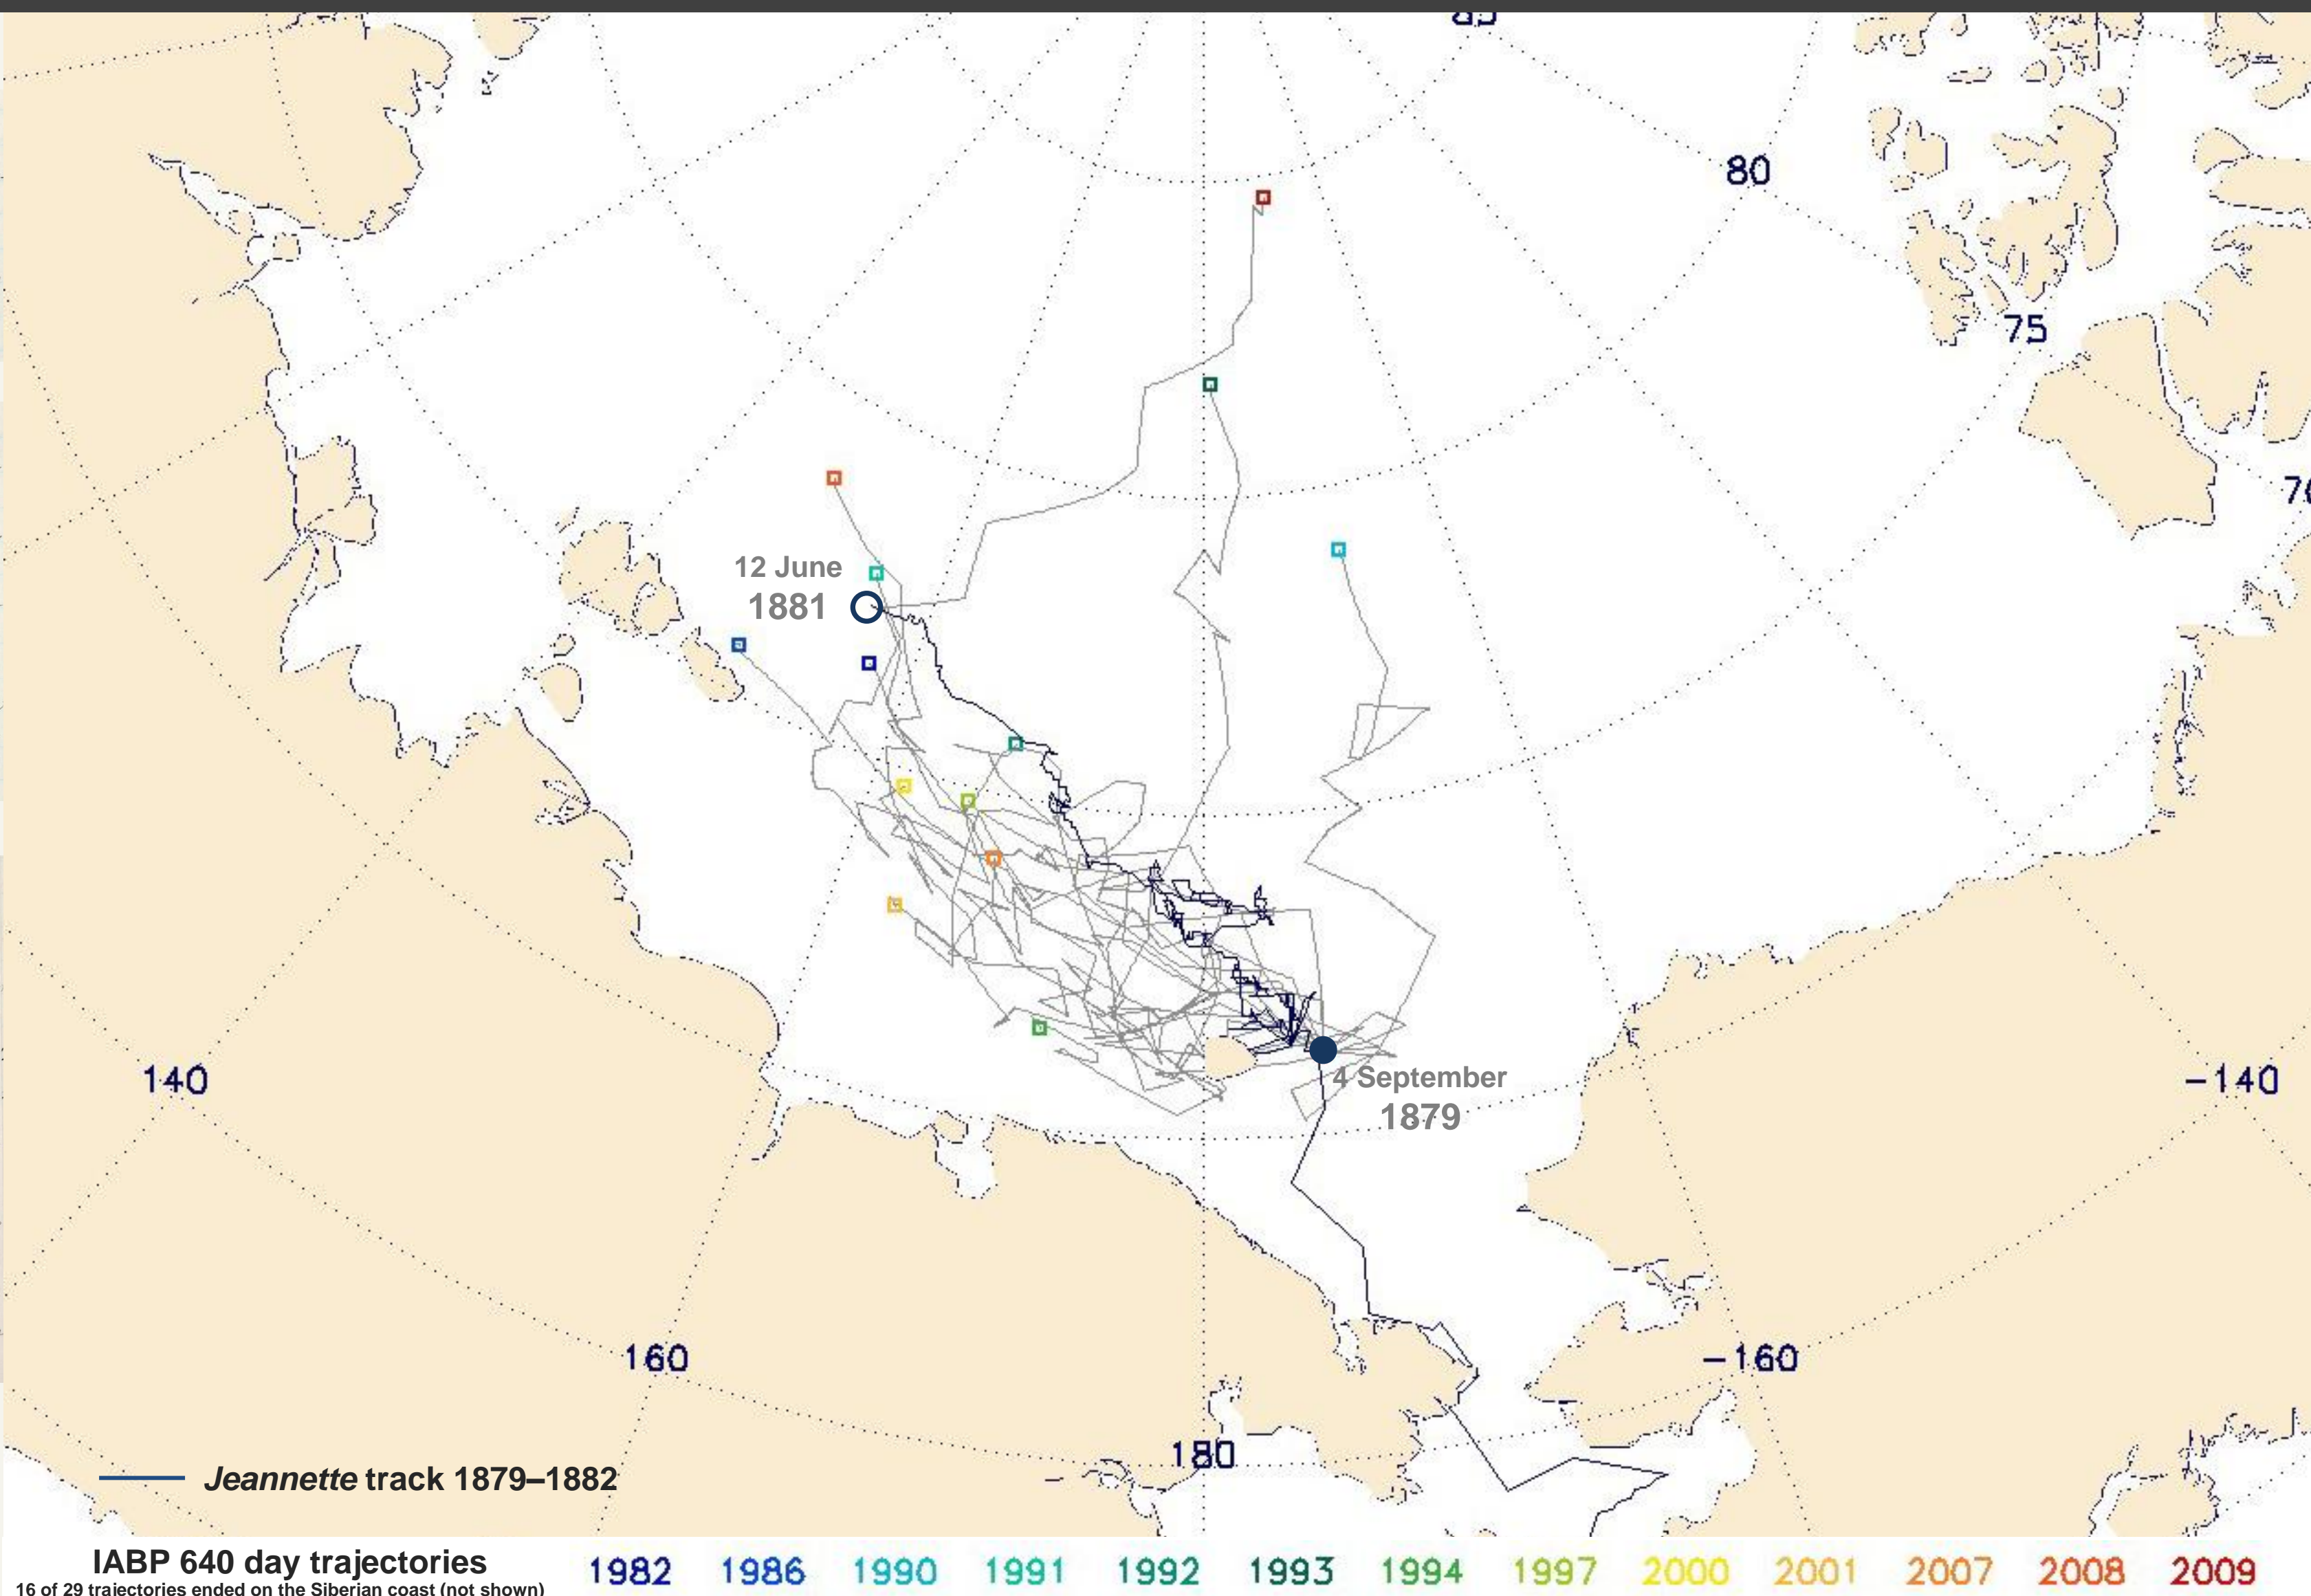 85
80
75
12 June
1881
4 September
1879
140
-140
160
-160
180
Jeannette track 1879–1882
IABP 640 day trajectories
16 of 29 trajectories ended on the Siberian coast (not shown)
1982 1986 1990 1991 1992 1993 1994 1997 2000 2001 2007 2008 2009